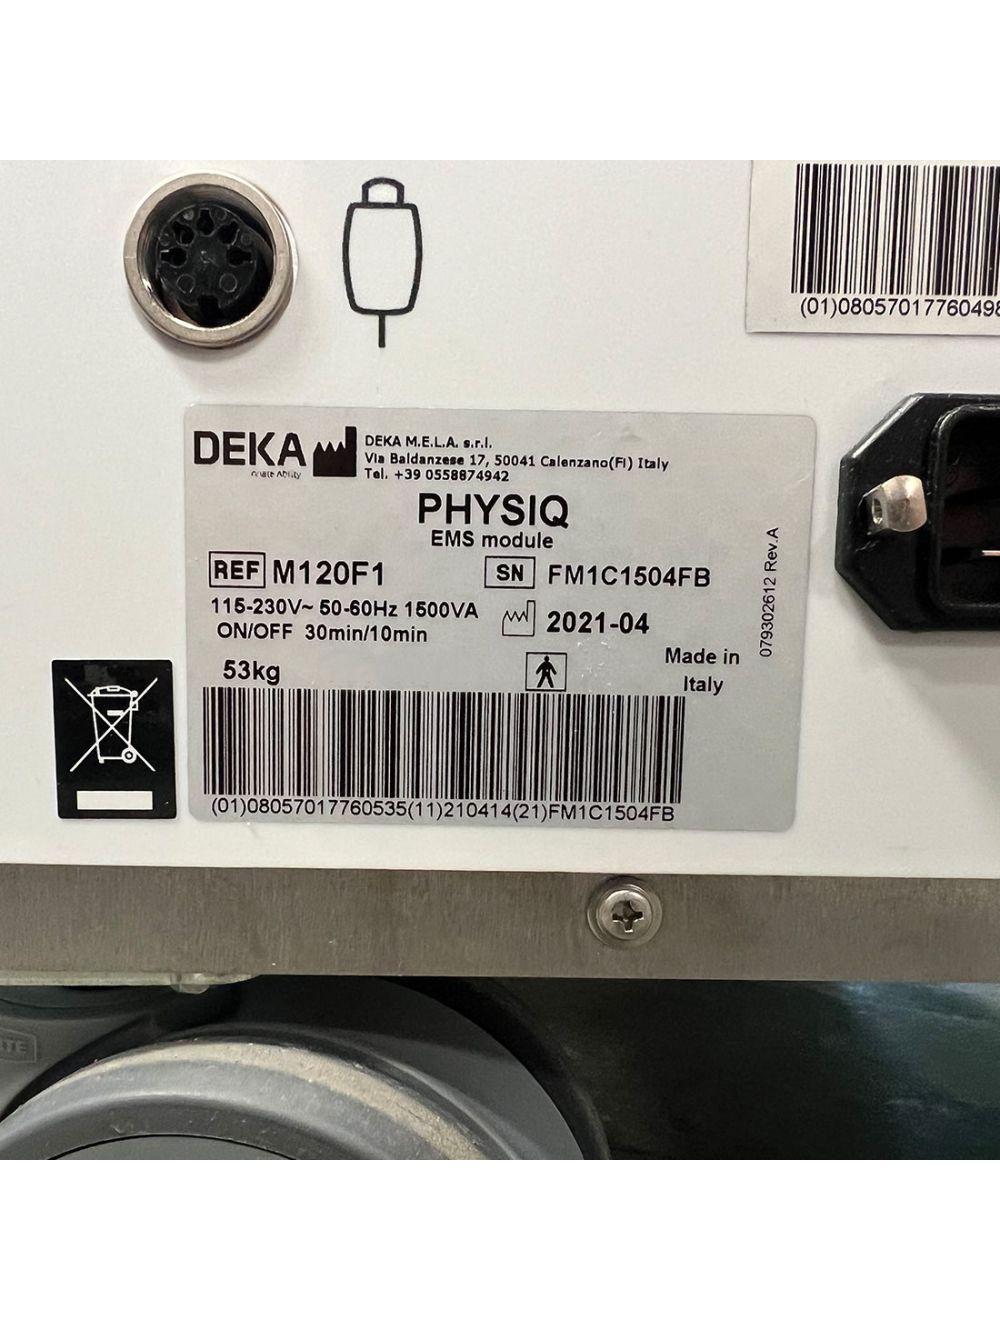 (01)0805701776049
DEKA
DEKA M.E.L.A. s.r.l.
Via Baldanzese 17, 50041 Calenzano(FI) Italy
Tel. +39 0558874942
PHYSIQ
EMS module
REF M120F1
SN FM1C1504FB
115-230V~ 50-60Hz 1500VA
ON/OFF 30min/10min
2021-04
53kg
Made in
Italy
079302612 Rev.A
(01)08057017760535(11)210414(21)FM1C1504FB